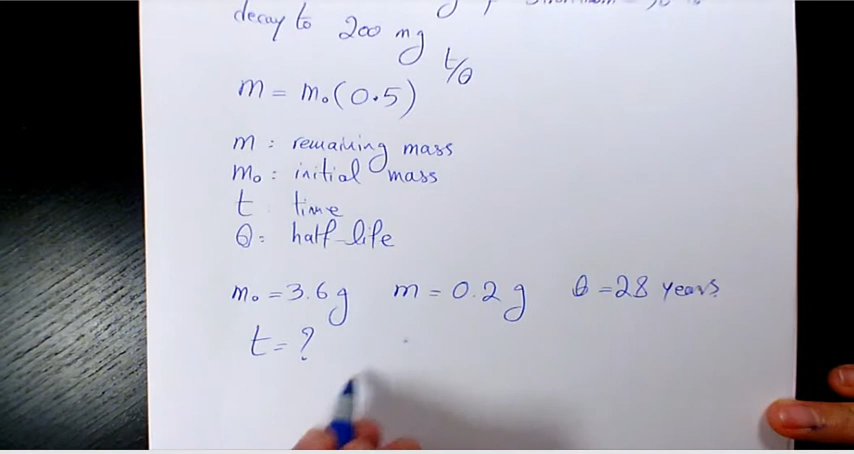 decay to 200 mg
m = m₀(0.5)^t/θ
m : remaining mass
m₀ : initial mass
t time
θ = half-life
m₀ = 3.6 g m = 0.2 g θ = 28 years
t = ?